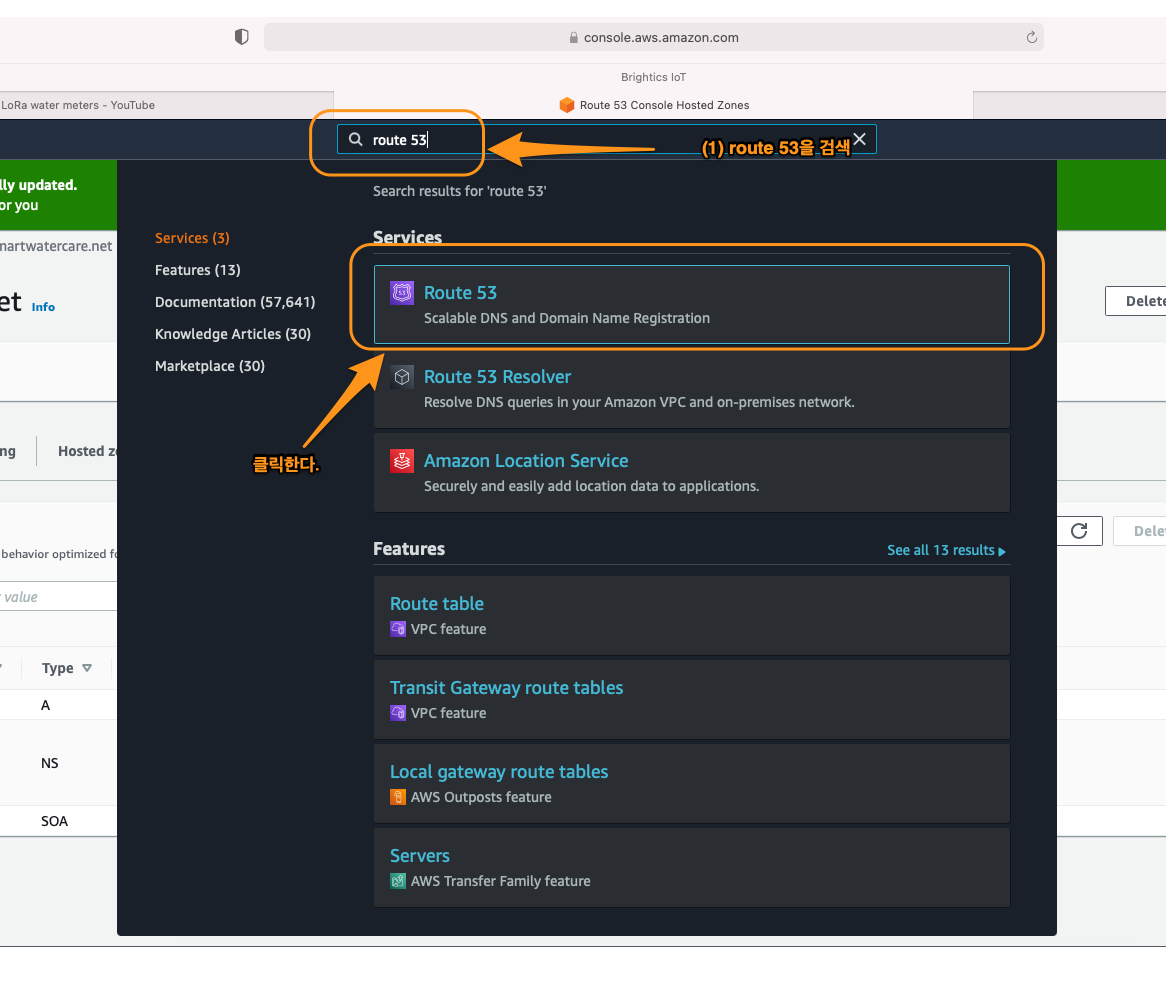 console.aws.amazon.com
Brightics IoT
LoRa water meters - YouTube
Route 53 Console Hosted Zones
route 53
(1) route 53을 검색
lly updated.
or you
Search results for 'route 53'
Services (3)
Features (13)
Documentation (57,641)
Knowledge Articles (30)
Marketplace (30)
Services
Route 53
Scalable DNS and Domain Name Registration
Route 53 Resolver
Resolve DNS queries in your Amazon VPC and on-premises network.
클릭한다.
Amazon Location Service
Securely and easily add location data to applications.
Features
See all 13 results
Route table
VPC feature
Transit Gateway route tables
VPC feature
Local gateway route tables
AWS Outposts feature
Servers
AWS Transfer Family feature
martwatercare.net
et Info
Delete
ng
Hosted zo
behavior optimized fo
Delet
value
Type
A
NS
SOA